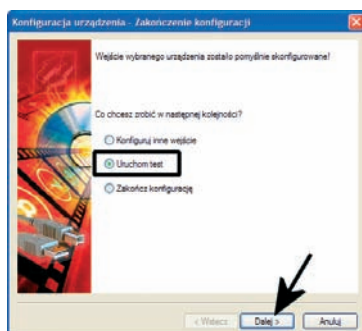 Konfiguracja urządzenia - Zakończenie konfiguracji
Wejście wybranego urządzenia zostało pomyślnie skonfigurowane!
Co chcesz zrobić w następnej kolejności?
Konfiguruj inne wejście
Uruchom test
Zakończ konfigurację
< Wstecz
Dalej >
Anuluj